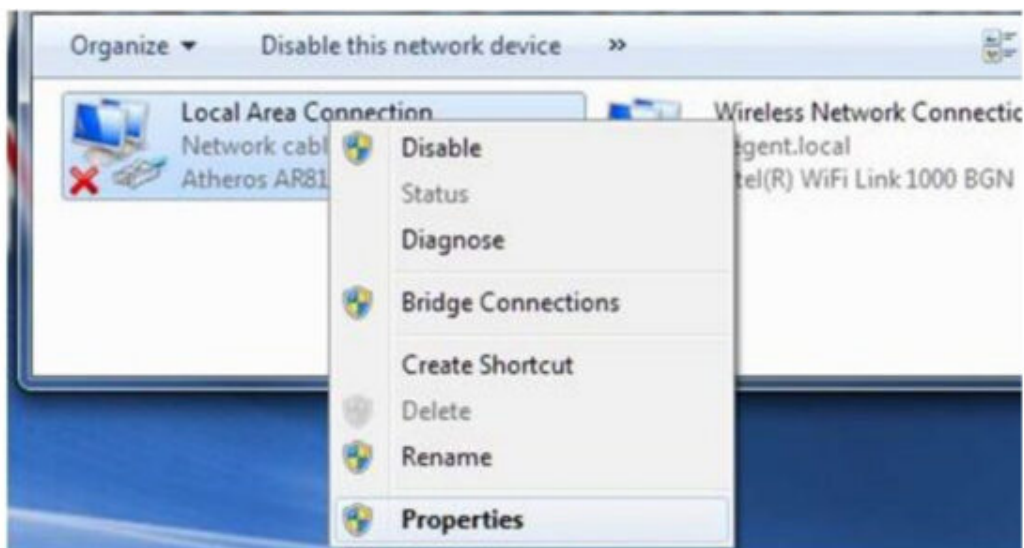 Organize Disable this network device »
Local Area Connection
Network cabl
Atheros AR81
Wireless Network Connectio
egent.local
tel(R) WiFi Link 1000 BGN
Disable
Status
Diagnose
Bridge Connections
Create Shortcut
Delete
Rename
Properties